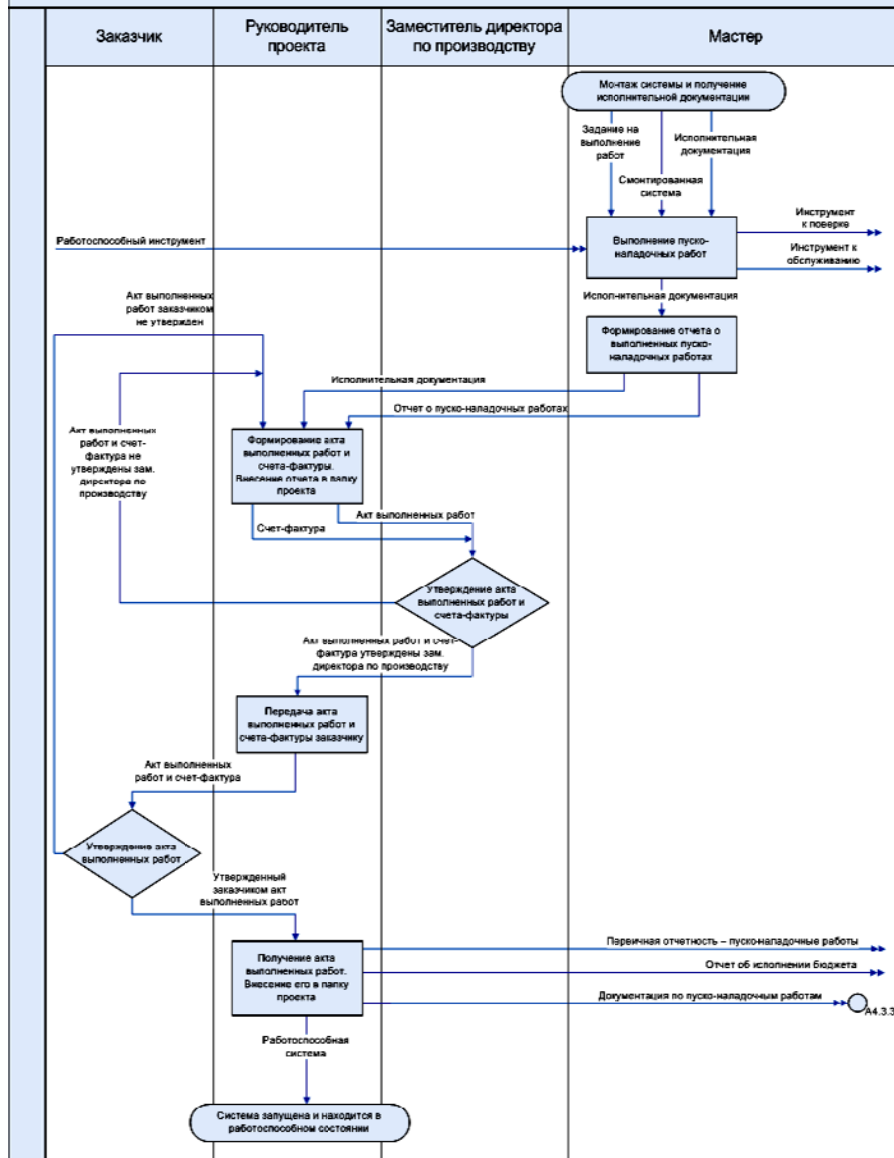 Заказчик
Руководитель
проекта
Заместитель директора
по производству
Мастер
Монтаж системы и получение
исполнительной документации
Задание на
выполнение
работ
Исполнительная
документация
Смонтированная
система
Работоспособный инструмент
Выполнение пуско-
наладочных работ
Инструмент
к поверке
Инструмент к
обслуживанию
Исполнительная документация
Акт выполненных
работ заказчиком
не утвержден
Формирование отчета о
выполненных пуско-
наладочных работах
Исполнительная документация
Отчет о пуско-наладочных работах
Акт выполненных
работ и счет-
фактура не
утверждены зам.
директора по
производству
Формирование акта
выполненных работ и
счета-фактуры.
Внесение отчета в папку
проекта
Акт выполненных работ
Счет-фактура
Утверждение акта
выполненных работ и
счета-фактуры
Акт выполненных работ и счет-
фактура утверждены зам.
директора по производству
Передача акта
выполненных работ и
счета-фактуры заказчику
Акт выполненных
работ и счет-фактура
Утверждение акта
выполненных работ
Утвержденный
заказчиком акт
выполненных работ
Получение акта
выполненных работ.
Внесение его в папку
проекта
Первичная отчетность – пуско-наладочные работы
Отчет об исполнении бюджета
Документация по пуско-наладочным работам
А4.3.3
Работоспособная
система
Система запущена и находится в
работоспособном состоянии